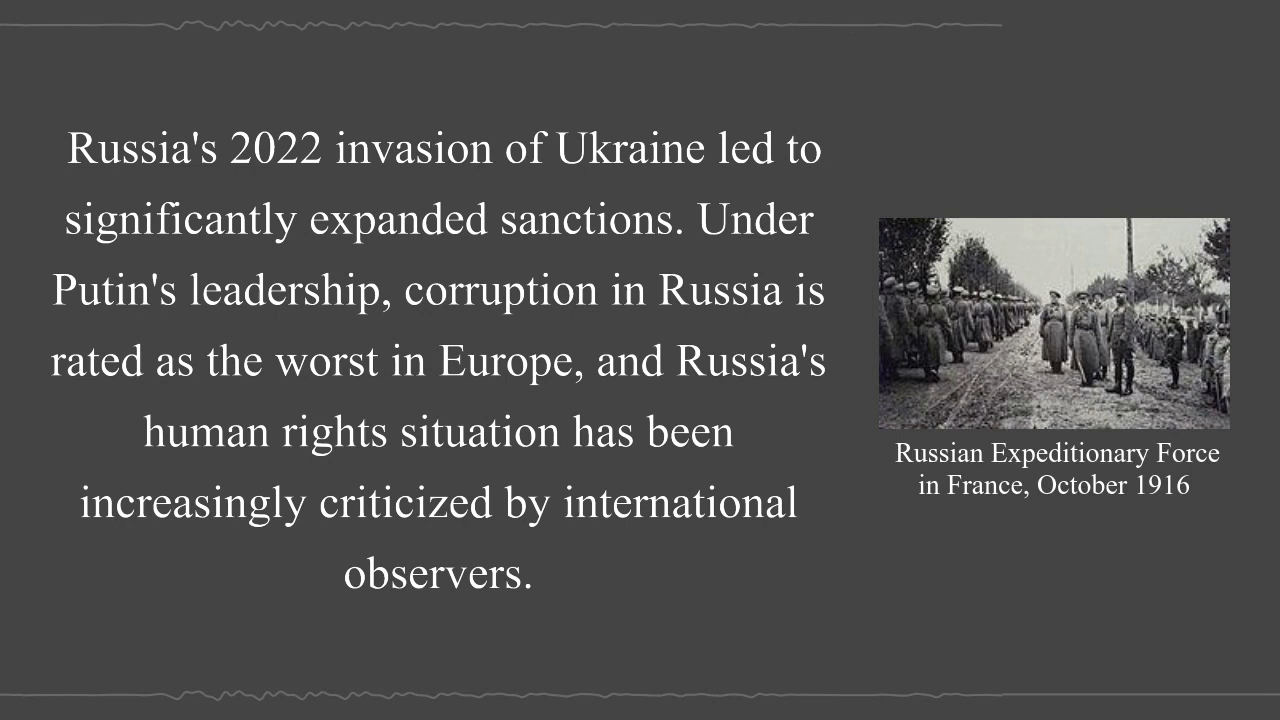 Russia's 2022 invasion of Ukraine led to
significantly expanded sanctions. Under
Putin's leadership, corruption in Russia is
rated as the worst in Europe, and Russia's
human rights situation has been
increasingly criticized by international
observers.
Russian Expeditionary Force
in France, October 1916